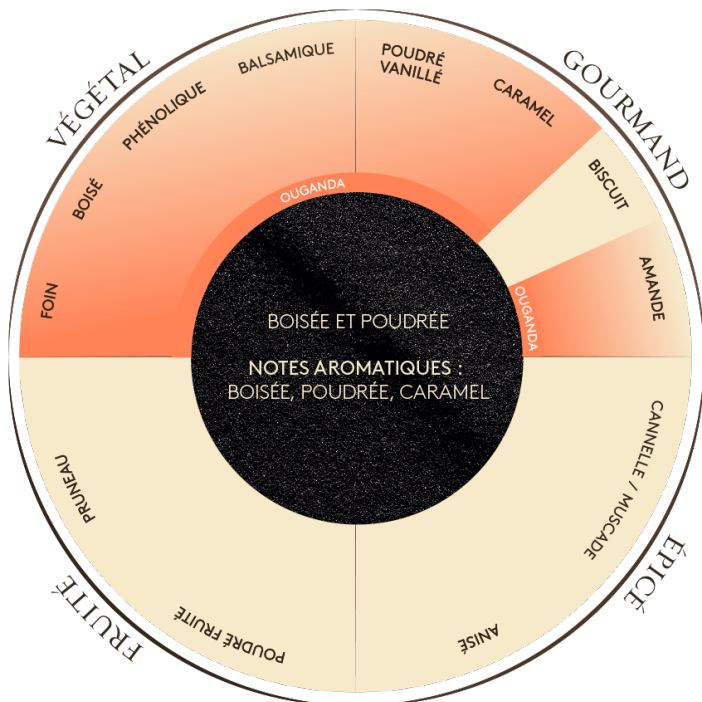 VÉGÉTAL
BALSAMIQUE
PHÉNOLIQUE
BOISÉ
FOIN
GOURMAND
POUDRÉ
VANILLÉ
CARAMEL
BISCUIT
AMANDE
OUGANDA
OUGANDA
BOISÉE ET POUDRÉE
NOTES AROMATIQUES :
BOISÉE, POUDRÉE, CARAMEL
CANNELLE / MUSCADE
ANISÉ
ÉPICÉ
PRUNEAU
POUDRÉ FRUITÉ
FRUITÉ